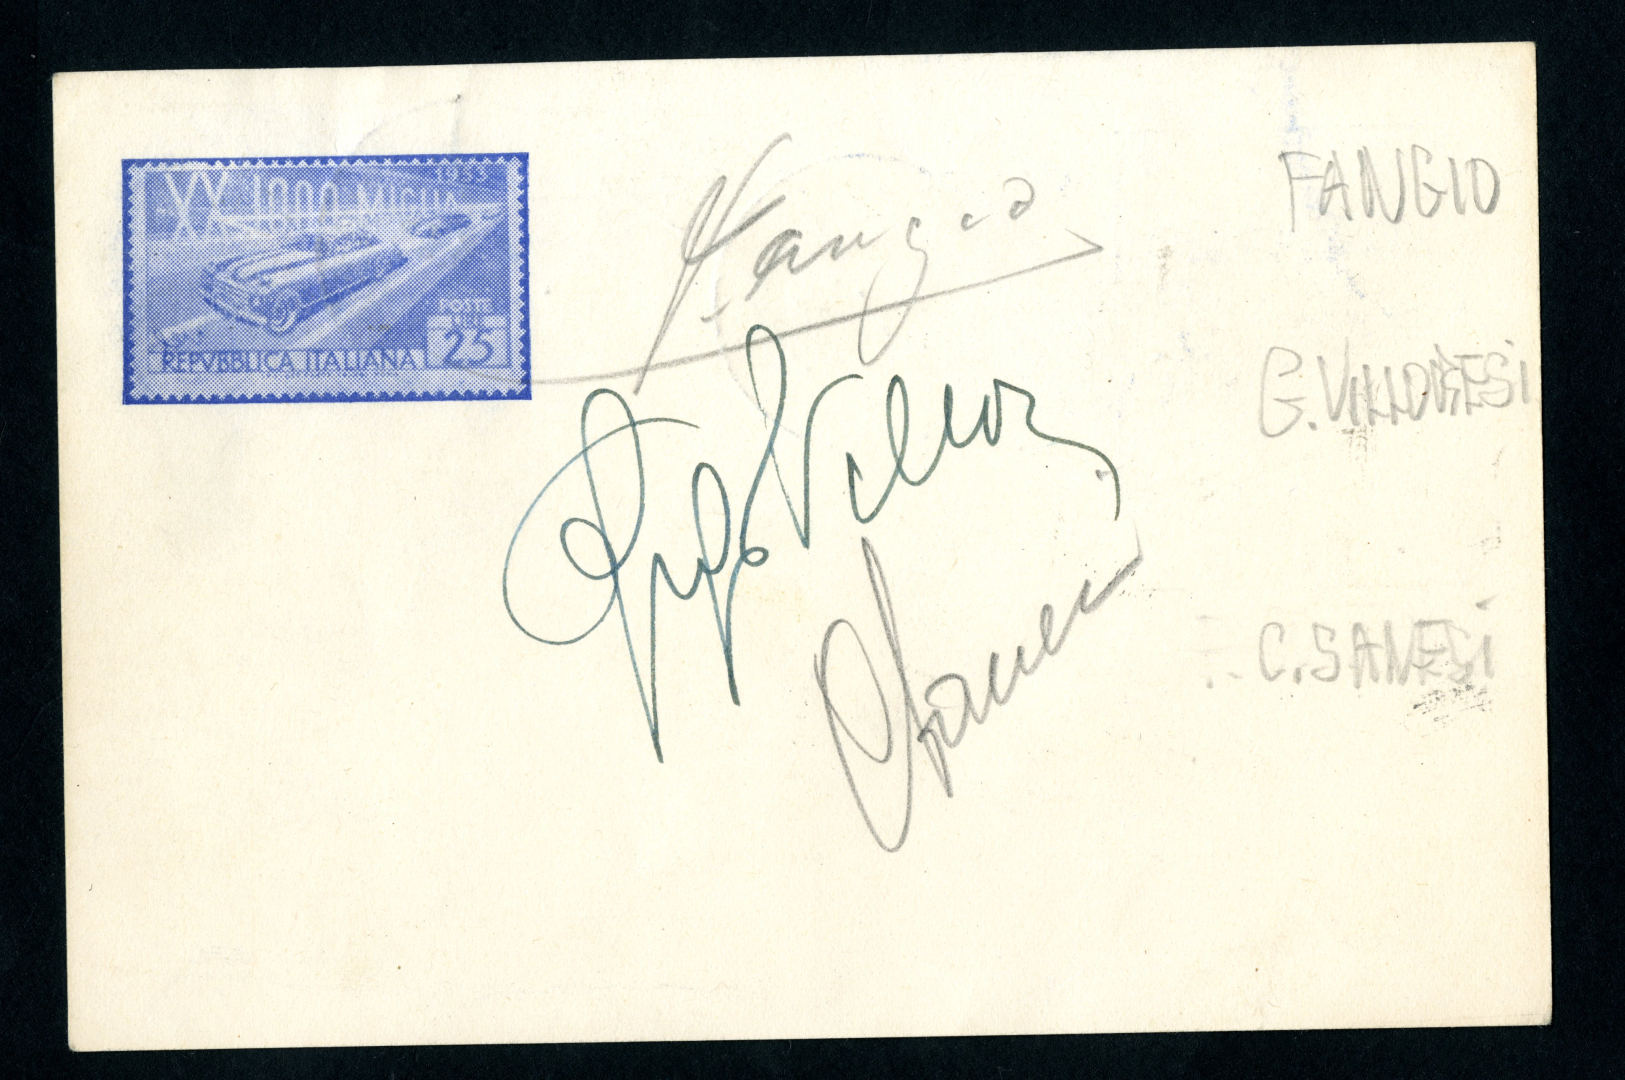 1953
XX 1000 MIGLIA
POSTE
25
REPVBBLICA ITALIANA
Fangio
FANGIO
G. VILLORESI
C. SANESI